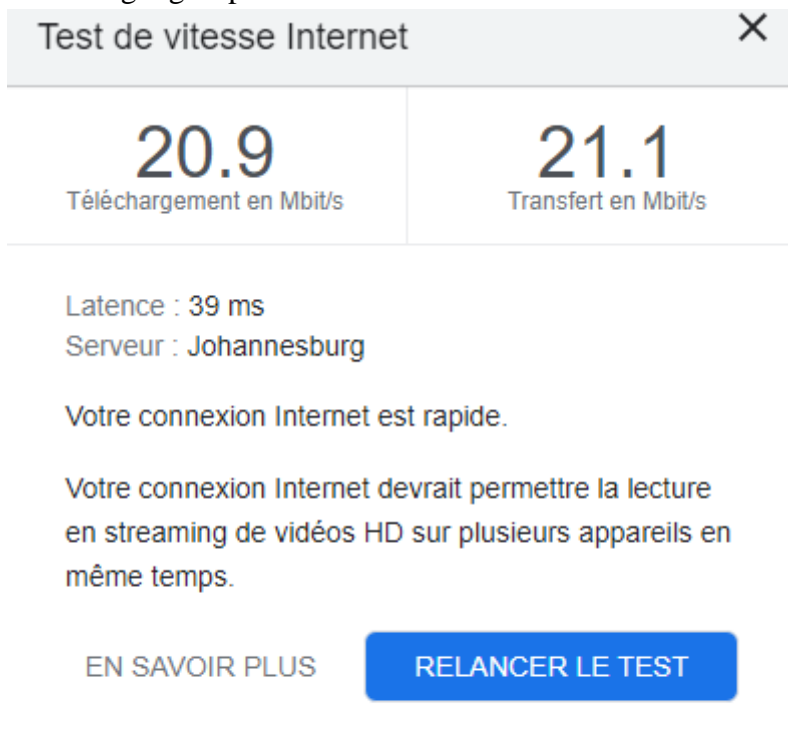 Test de vitesse Internet
20.9
Téléchargement en Mbit/s
21.1
Transfert en Mbit/s
Latence : 39 ms
Serveur : Johannesburg
Votre connexion Internet est rapide.
Votre connexion Internet devrait permettre la lecture
en streaming de vidéos HD sur plusieurs appareils en
même temps.
EN SAVOIR PLUS
RELANCER LE TEST